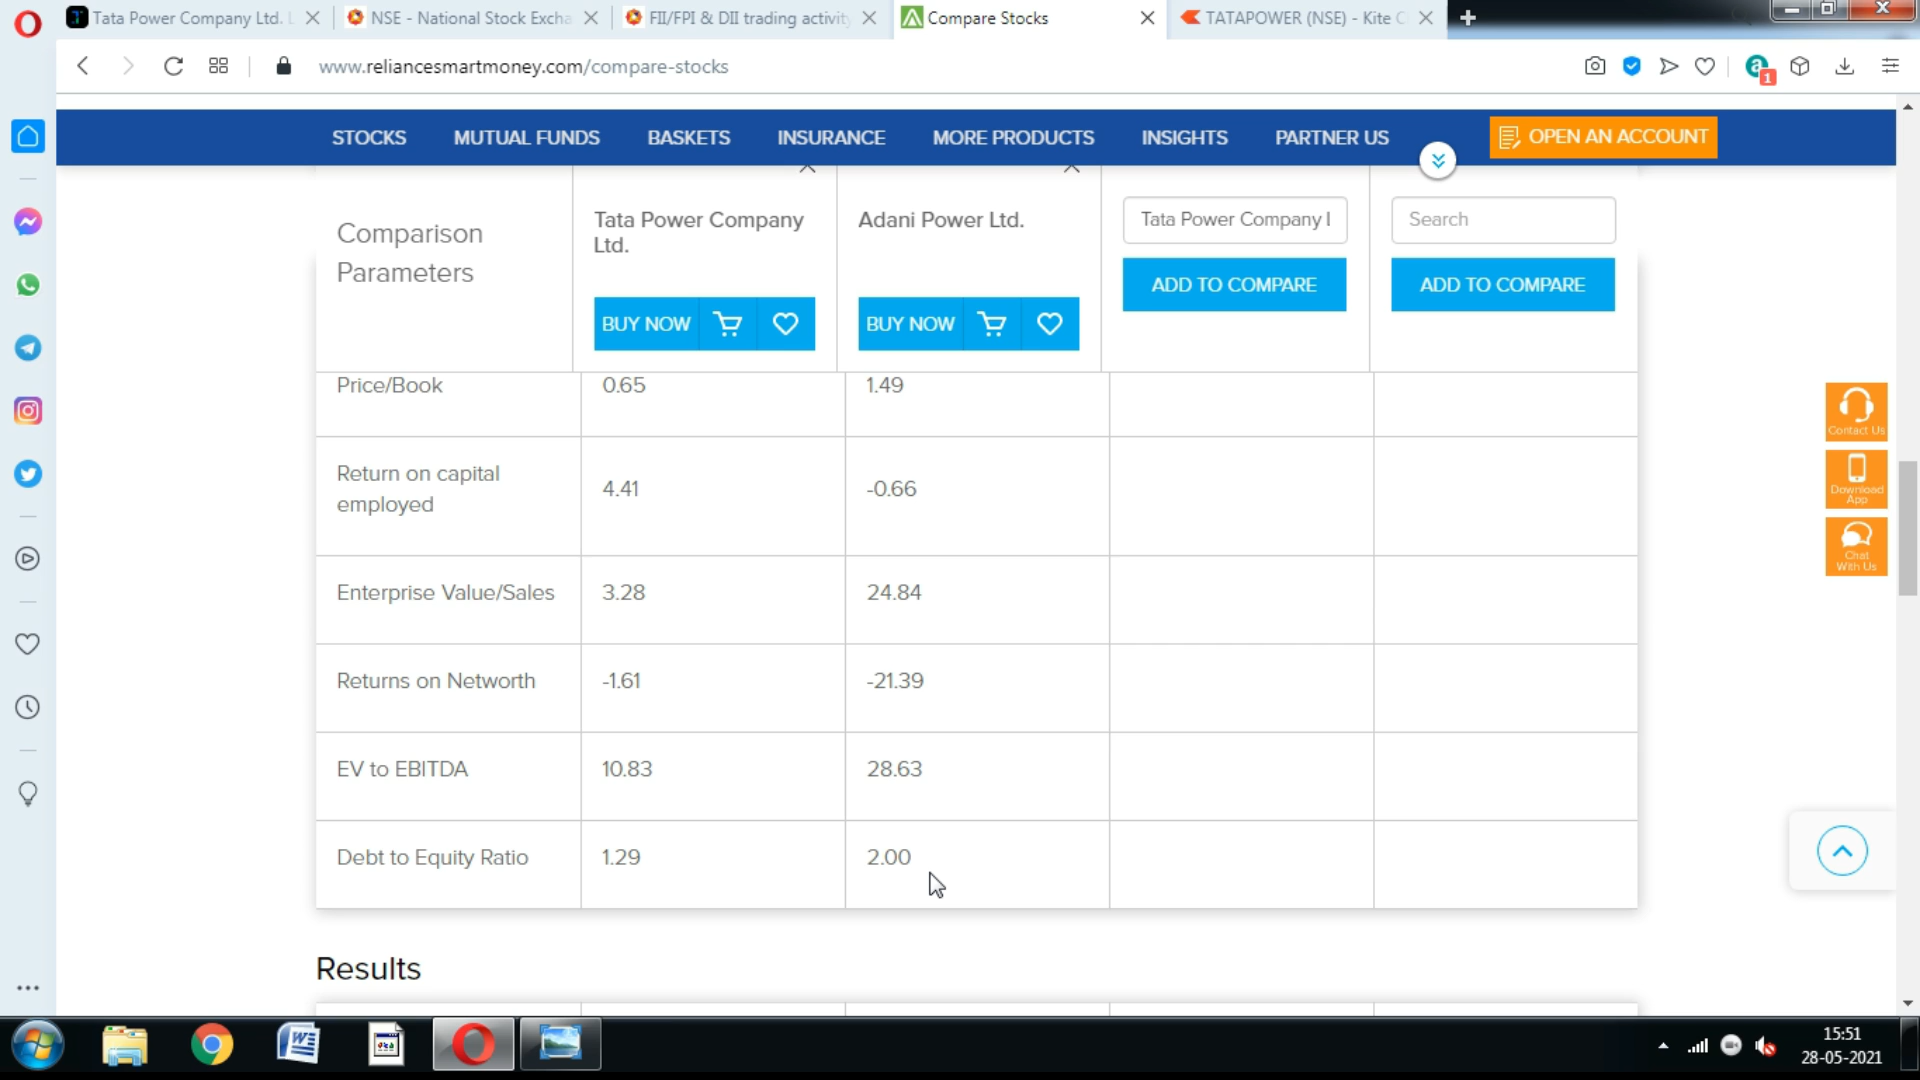 Tata Power Company Ltd.
NSE - National Stock Excha
FII/FPI & DII trading activity
Compare Stocks
TATAPOWER (NSE) - Kite
www.reliancesmartmoney.com/compare-stocks
a 1
STOCKS MUTUAL FUNDS BASKETS INSURANCE MORE PRODUCTS INSIGHTS PARTNER US OPEN AN ACCOUNT
Comparison
Parameters
Tata Power Company
Ltd.
BUY NOW
Adani Power Ltd.
BUY NOW
Tata Power Company
ADD TO COMPARE
Search
ADD TO COMPARE
Price/Book 0.65 1.49
Return on capital
employed
4.41 -0.66
Enterprise Value/Sales 3.28 24.84
Returns on Networth -1.61 -21.39
EV to EBITDA 10.83 28.63
Debt to Equity Ratio 1.29 2.00
Results
Contact Us
Download
App
Chat
With Us
15:51
28-05-2021